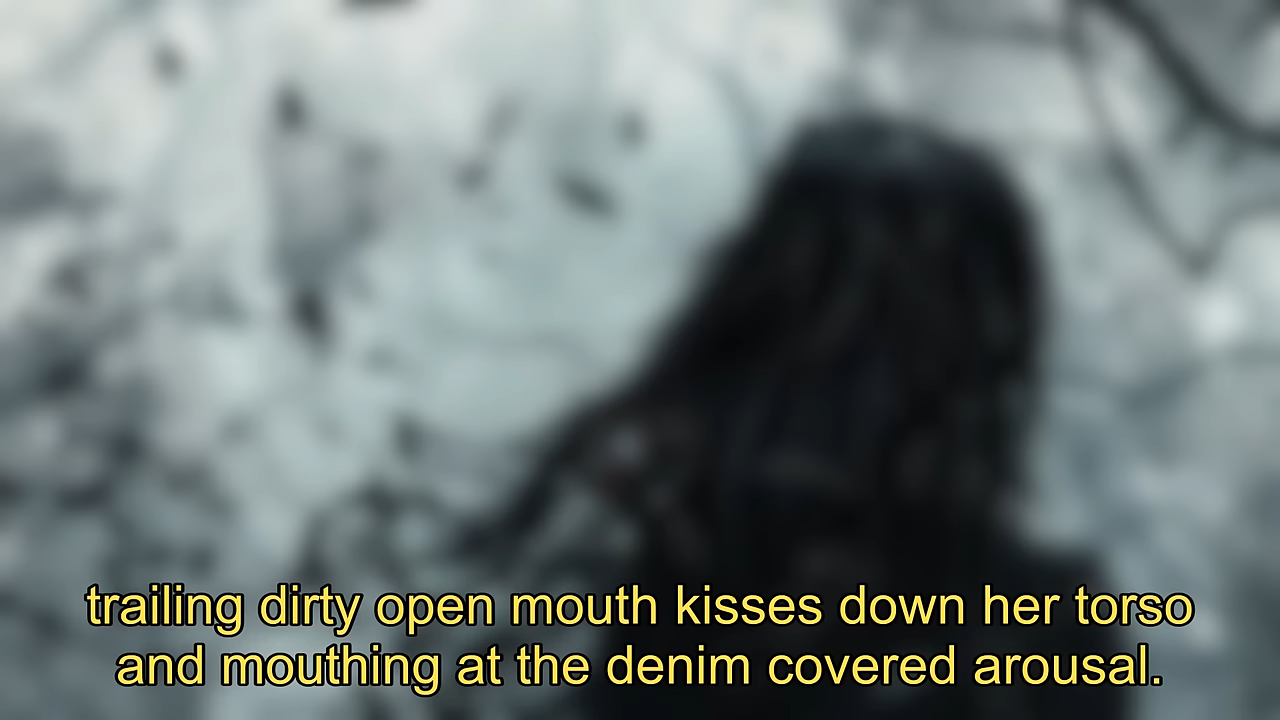 trailing dirty open mouth kisses down her torso
and mouthing at the denim covered arousal.